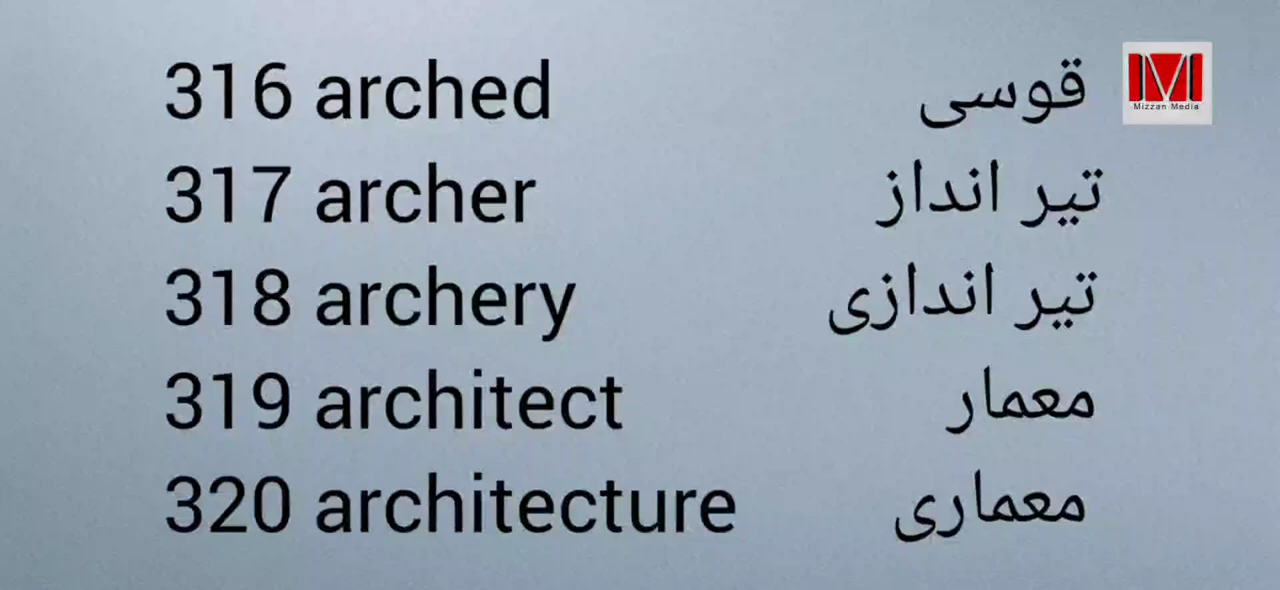 316 arched قوسی
317 archer تیر انداز
318 archery تیر اندازی
319 architect معمار
320 architecture معماری
Mizzan Media